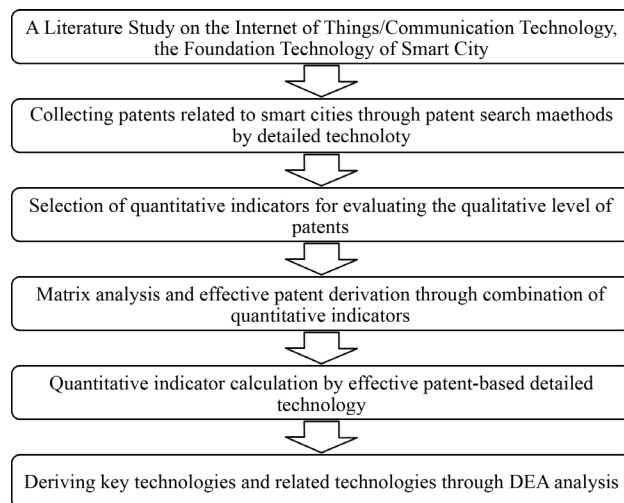 A Literature Study on the Internet of Things/Communication Technology,
the Foundation Technology of Smart City
Collecting patents related to smart cities through patent search maethods
by detailed technoloty
Selection of quantitative indicators for evaluating the qualitative level of
patents
Matrix analysis and effective patent derivation through combination of
quantitative indicators
Quantitative indicator calculation by effective patent-based detailed
technology
Deriving key technologies and related technologies through DEA analysis